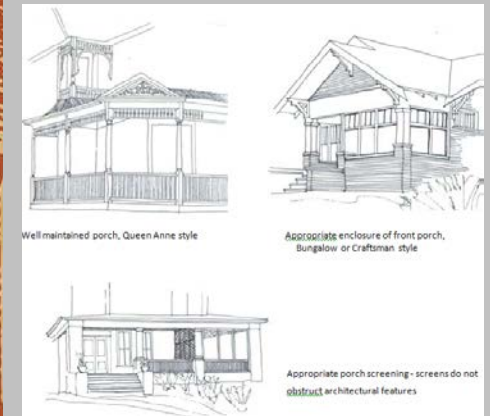 Well maintained porch, Queen Anne style
Appropriate enclosure of front porch,
Bungalow or Craftsman style
Appropriate porch screening - screens do not
obstruct architectural features